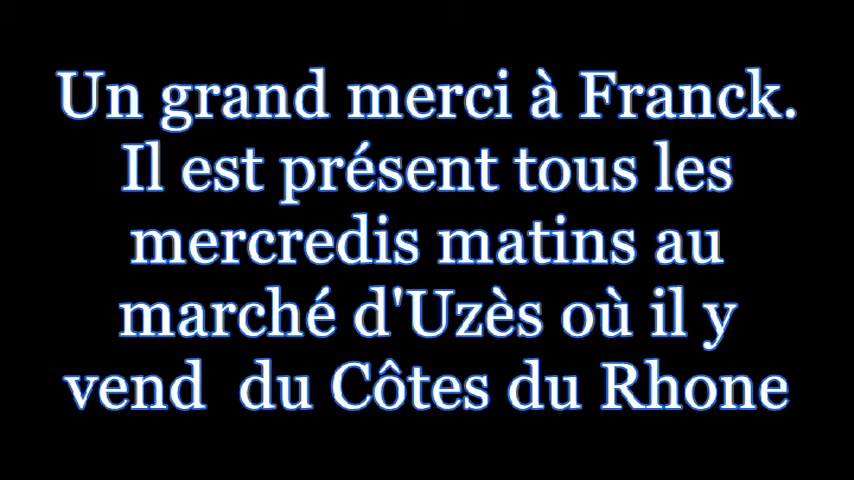 Un grand merci à Franck.
Il est présent tous les
mercredis matins au
marché d'Uzès où il y
vend  du Côtes du Rhone